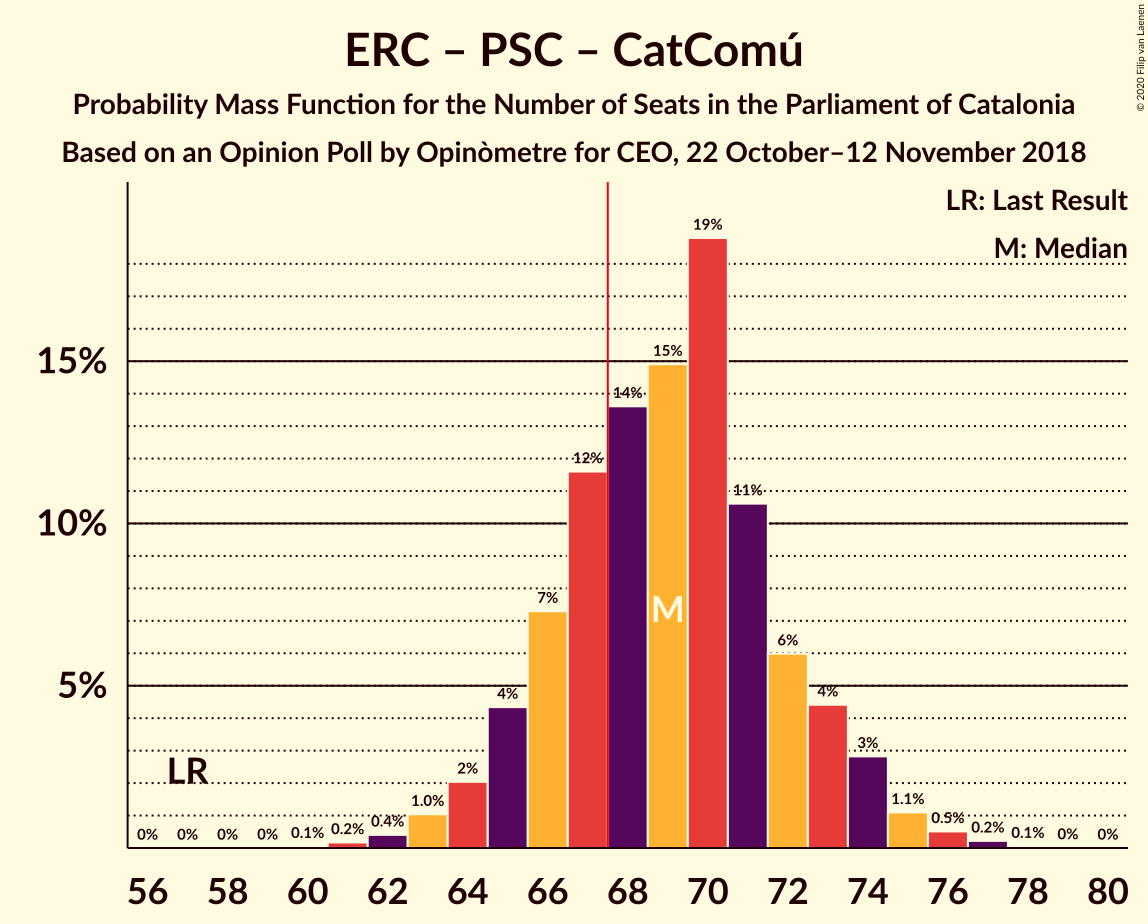 ERC – PSC – CatComú
Probability Mass Function for the Number of Seats in the Parliament of Catalonia
Based on an Opinion Poll by Opinòmetre for CEO, 22 October–12 November 2018
© 2020 Filip van Laenen
LR: Last Result
M: Median
19%
15%
15%
14%
12%
11%
10%
7%
M
6%
5%
4%
4%
3%
LR
2%
1.0%
1.1%
0% 0% 0% 0% 0.1% 0.2% 0.4% 0.5% 0.2% 0.1% 0% 0%
56 58 60 62 64 66 68 70 72 74 76 78 80